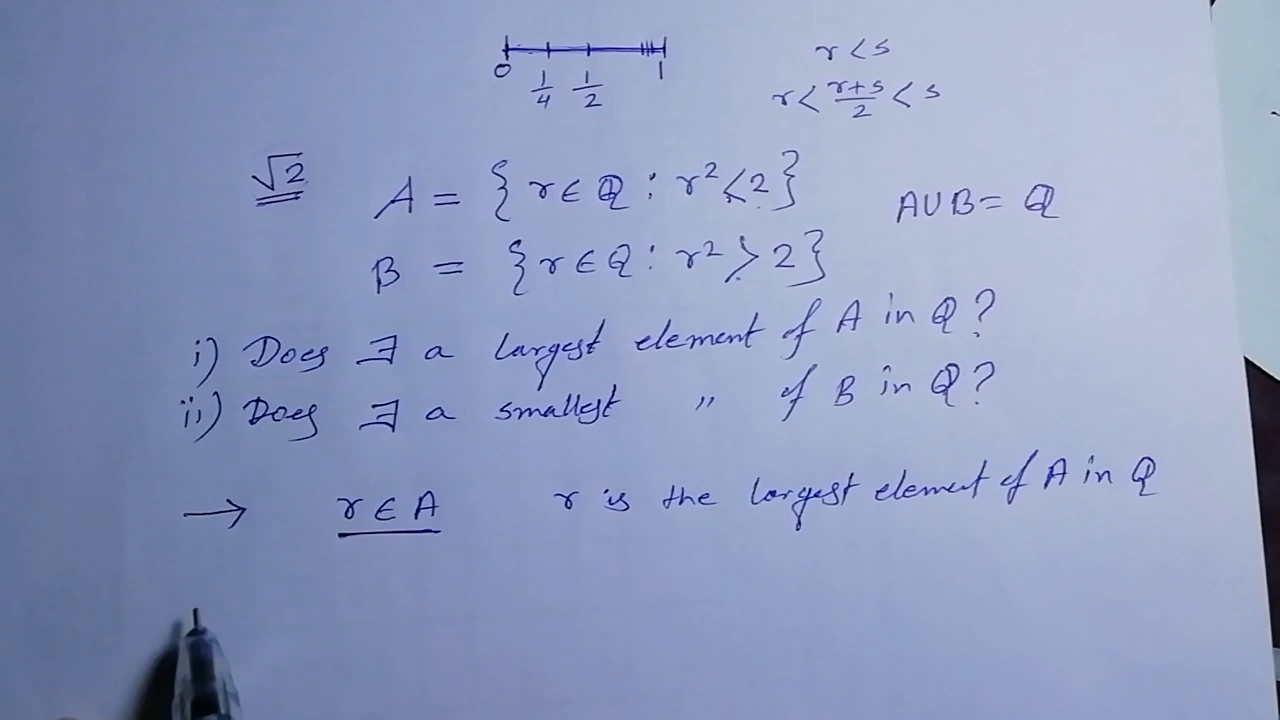 0 1/4 1/2 1
r < s
r < (r+s)/2 < s
√2 A = {r ∈ Q : r² < 2} A∪B = Q
B = {r ∈ Q : r² > 2}
i) Does ∃ a largest element of A in Q?
ii) Does ∃ a smallest " of B in Q?
→ r ∈ A r is the largest element of A in Q